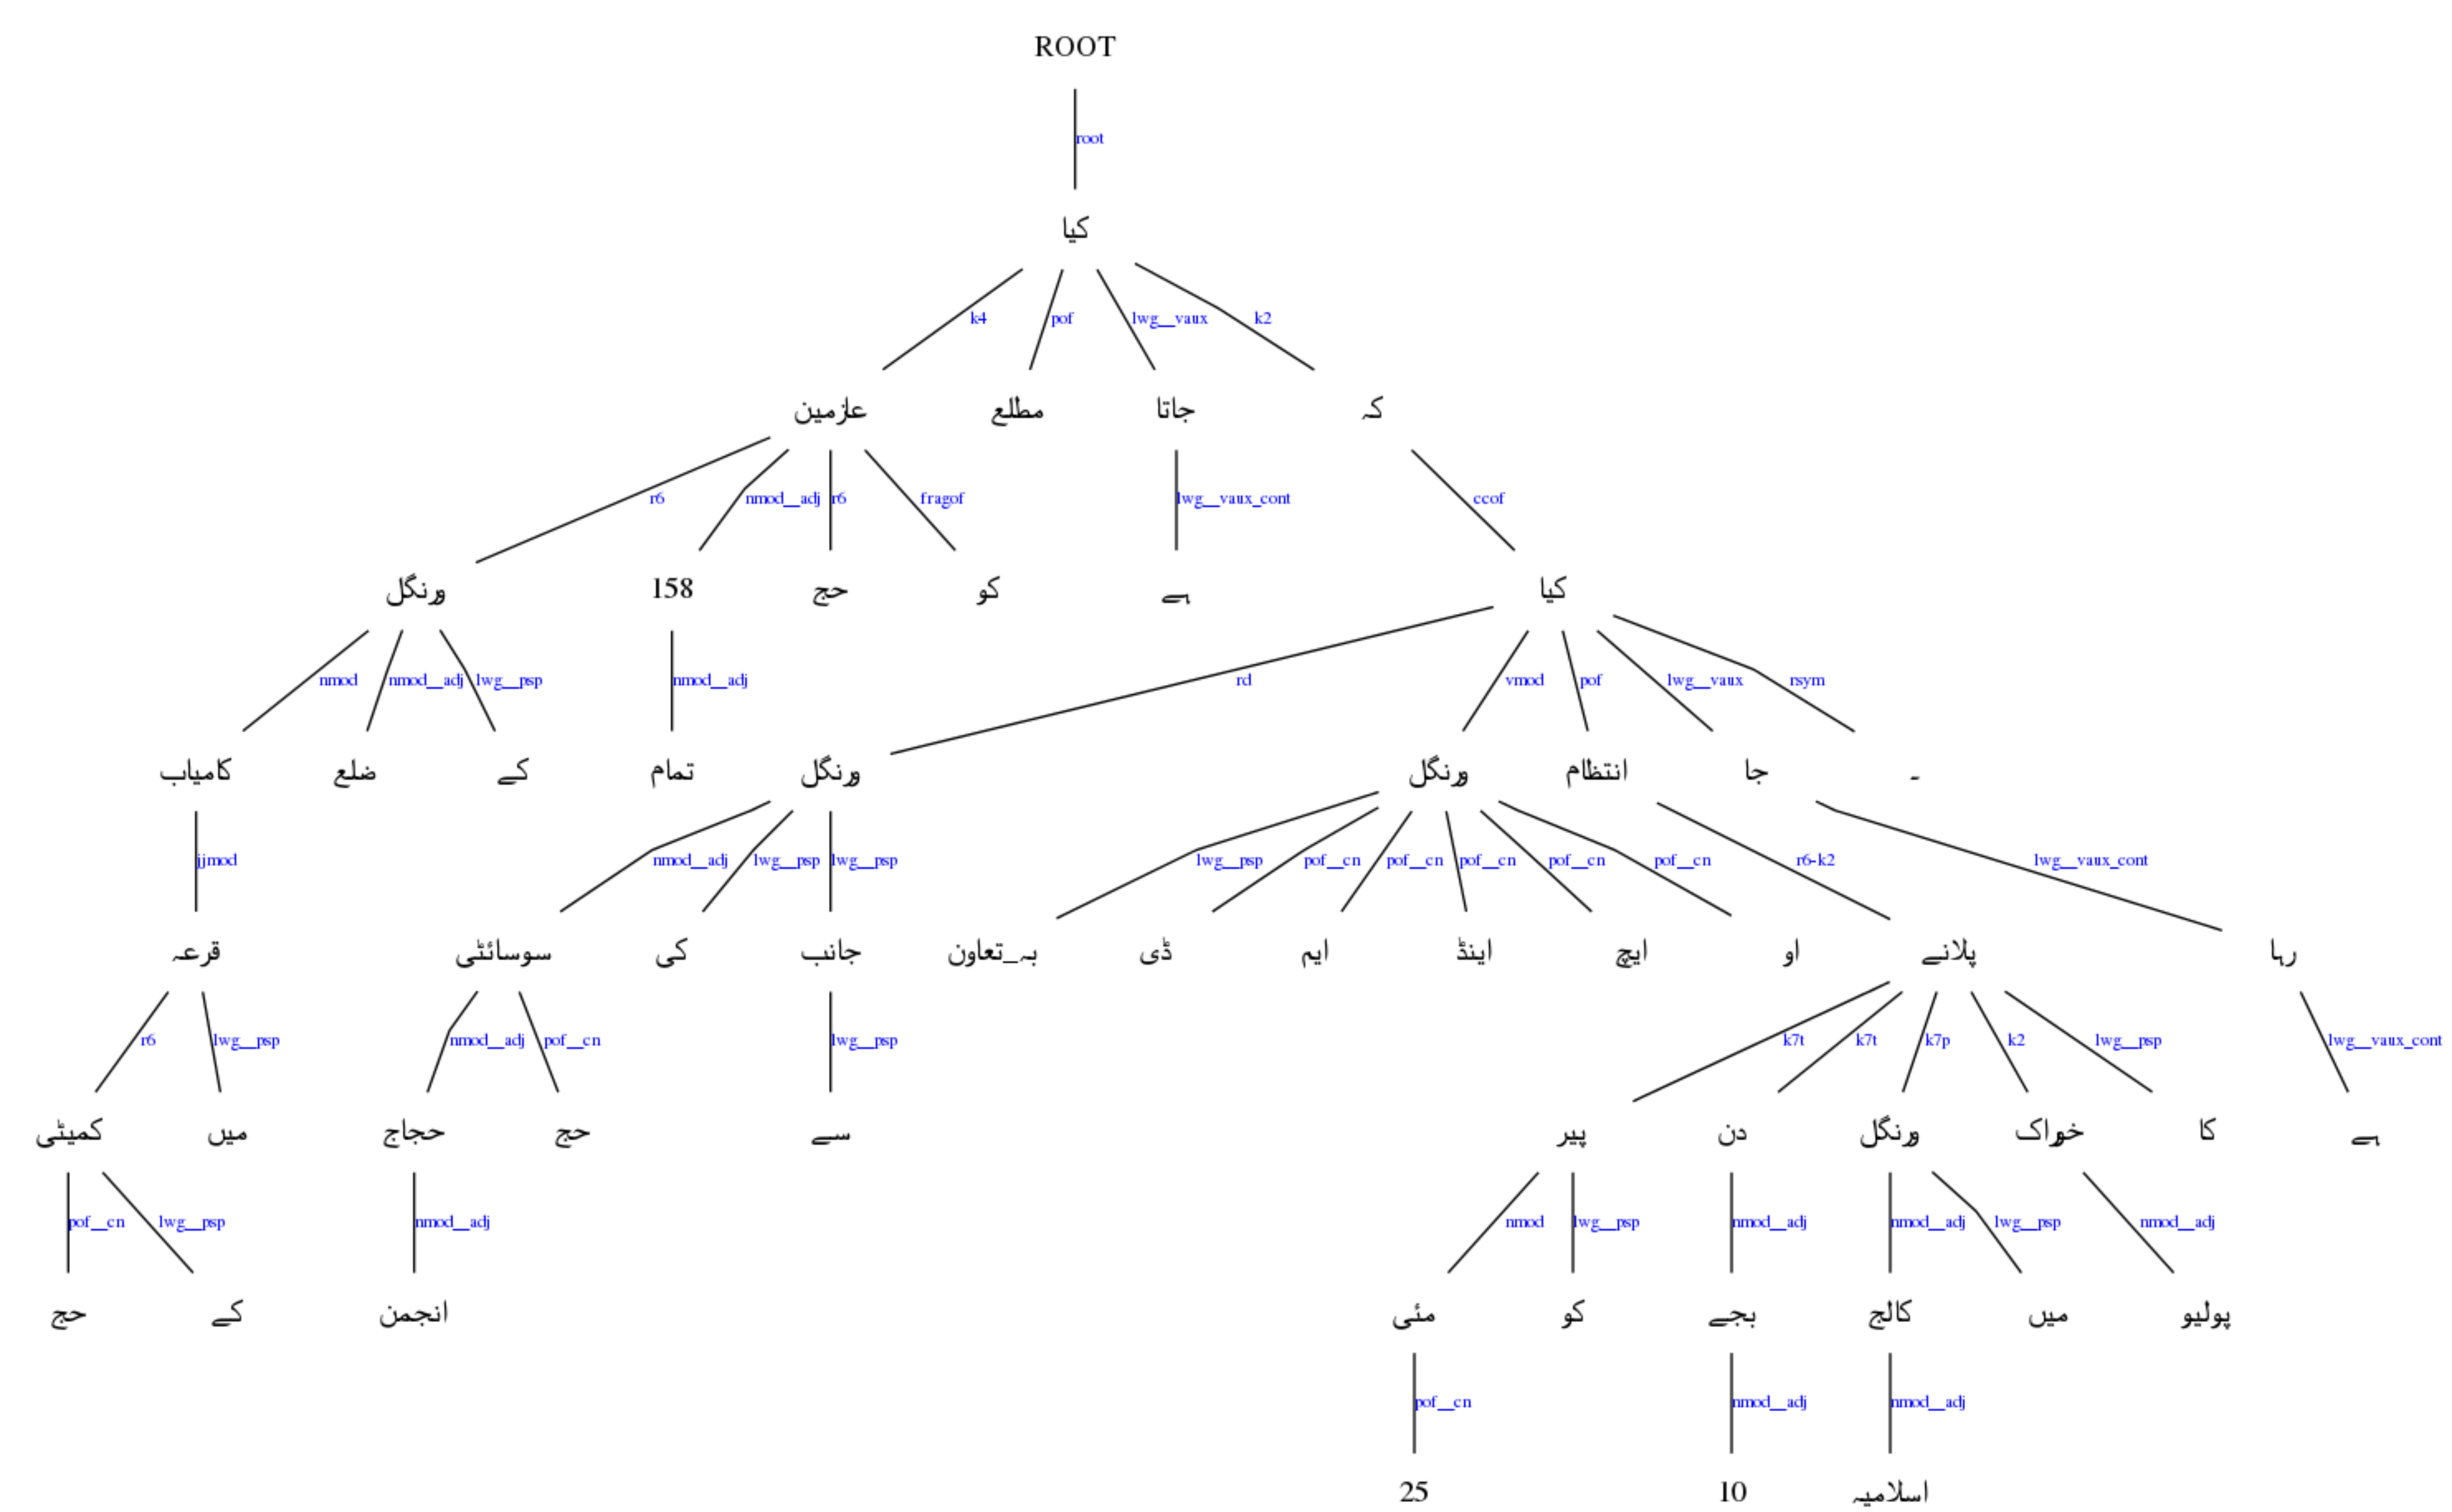 ROOT
root
کیا
k4 pof lwg__vaux k2
عازمین مطلع جاتا کہ
r6 nmod__adj r6 fragof lwg__vaux_cont ccof
ورنگل 158 حج کو ہے کیا
nmod nmod__adj lwg__psp nmod__adj rd vmod pof lwg__vaux rsym
کامیاب ضلع کے تمام ورنگل ورنگل انتظام جا ۔
jjmod nmod__adj lwg__psp lwg__psp lwg__psp pof__cn pof__cn pof__cn pof__cn pof__cn r6-k2 lwg__vaux_cont
قرعہ سوسائٹی کی جانب بہ_تعاون ڈی ایم اینڈ ایچ او پلانے رہا
r6 lwg__psp nmod__adj pof__cn lwg__psp k7t k7t k7p k2 lwg__psp lwg__vaux_cont
کمیٹی میں حجاج حج سے پیر دن ورنگل خوراک کا ہے
pof__cn lwg__psp nmod__adj nmod lwg__psp nmod__adj nmod__adj lwg__psp nmod__adj
حج کے انجمن مئی کو بجے کالج میں پولیو
pof__cn nmod__adj nmod__adj
25 10 اسلامیہ